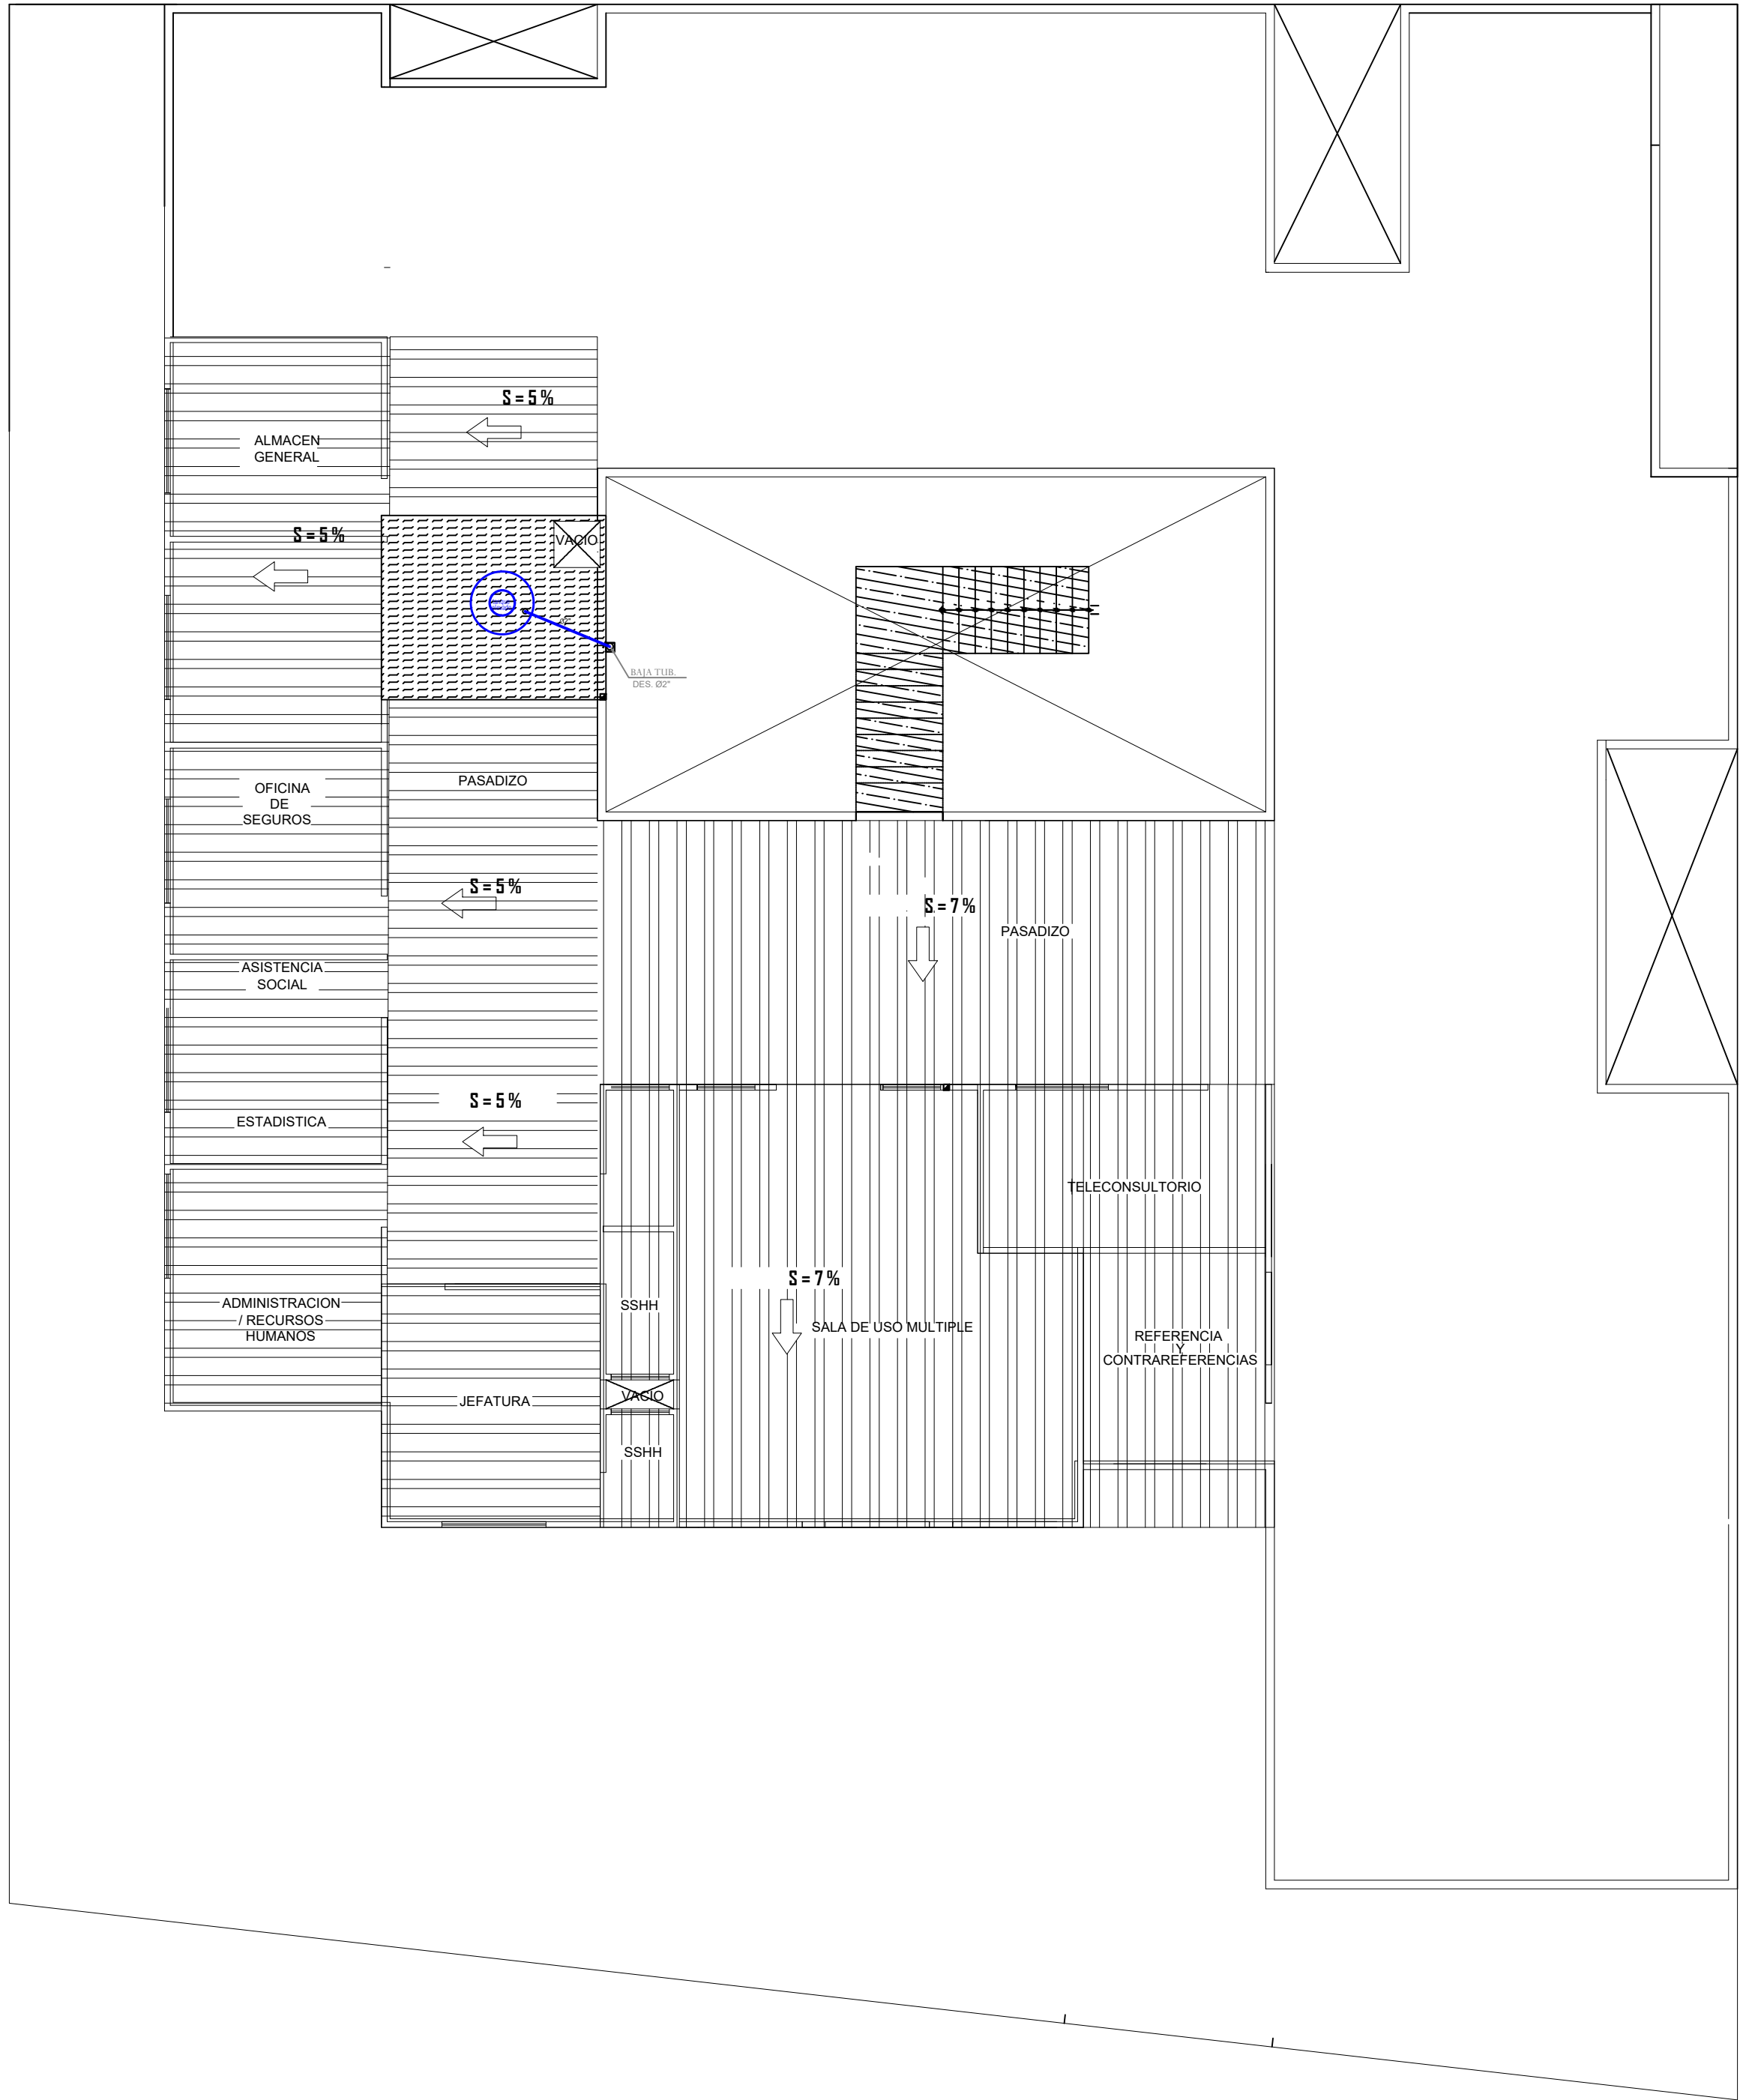 S = 5 %
ALMACEN
GENERAL
S = 5 %
VACIO
Ø2"
BAJA TUB.
DES. Ø2"
PASADIZO
OFICINA
DE
SEGUROS
S = 5 %
S = 7 %
PASADIZO
ASISTENCIA
SOCIAL
S = 5 %
ESTADISTICA
TELECONSULTORIO
S = 7 %
ADMINISTRACION
/ RECURSOS
HUMANOS
SSHH
SALA DE USO MULTIPLE
REFERENCIA
Y
CONTRAREFERENCIAS
VACIO
JEFATURA
SSHH